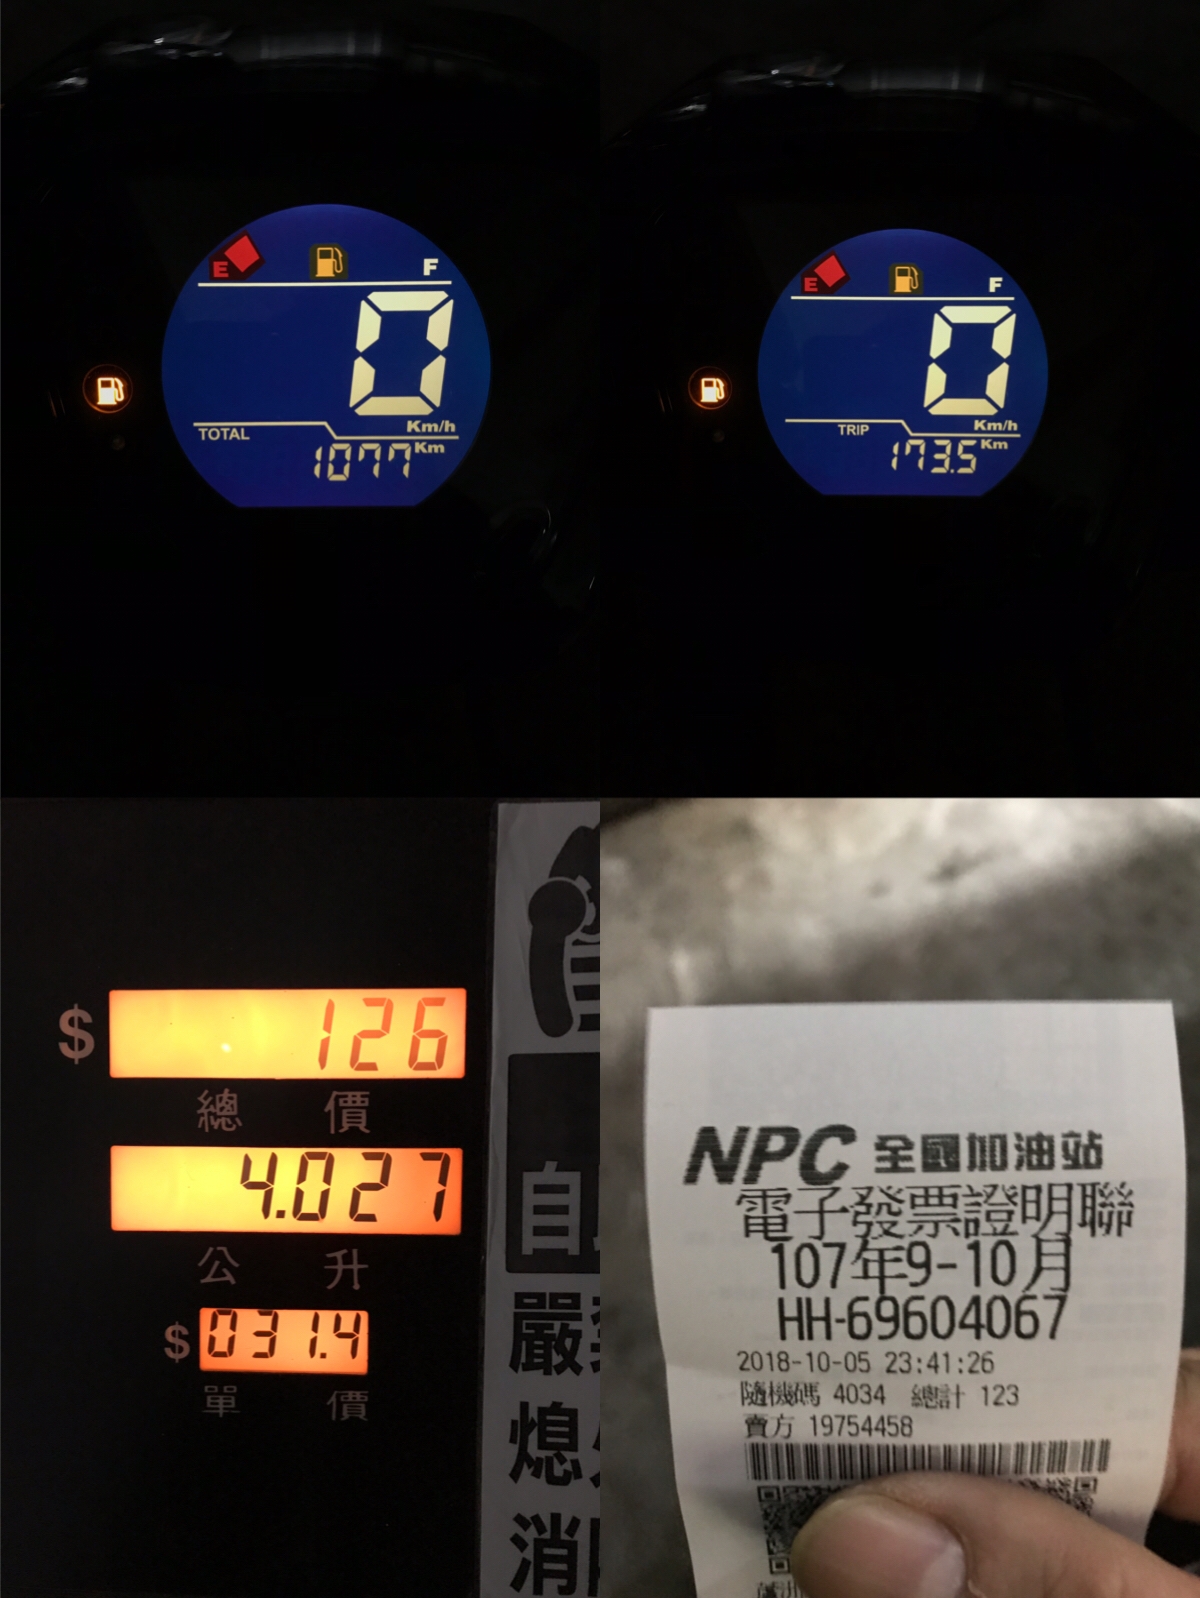 E F
0
Km/h
TOTAL
1077 Km
E F
0
Km/h
TRIP
173.5 Km
$ 126
總 價
4.027
公 升
$ 031.4
單 價
自
嚴
熄
消
NPC 全國加油站
電子發票證明聯
107年9-10月
HH-69604067
2018-10-05 23:41:26
隨機碼 4034 總計 123
賣方 19754458